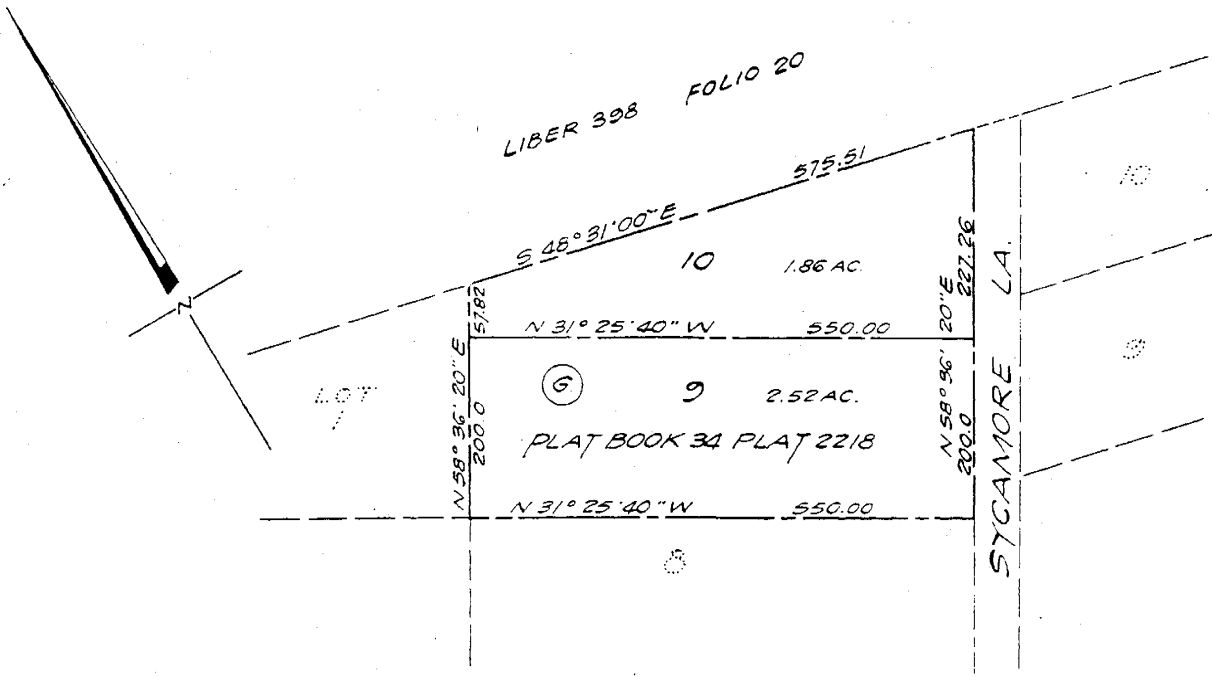 LIBER 398 FOLIO 20
575.51
S 48° 31' 00" E
10
10 1.86 AC.
227.26
57.82
N 31° 25' 40" W 550.00
N
SYCAMORE LA.
9
LOT
1
G
9 2.52 AC.
N 58° 36' 20" E
200.0
N 58° 36' 20" E
200.0
PLAT BOOK 34 PLAT 2218
N 31° 25' 40" W 550.00
8